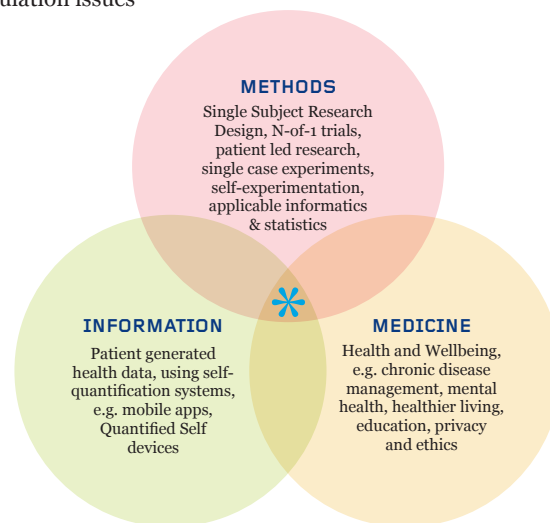 ulation issues
METHODS
Single Subject Research
Design, N-of-1 trials,
patient led research,
single case experiments,
self-experimentation,
applicable informatics
& statistics
*
INFORMATION
Patient generated
health data, using self-
quantification systems,
e.g. mobile apps,
Quantified Self
devices
MEDICINE
Health and Wellbeing,
e.g. chronic disease
management, mental
health, healthier living,
education, privacy
and ethics